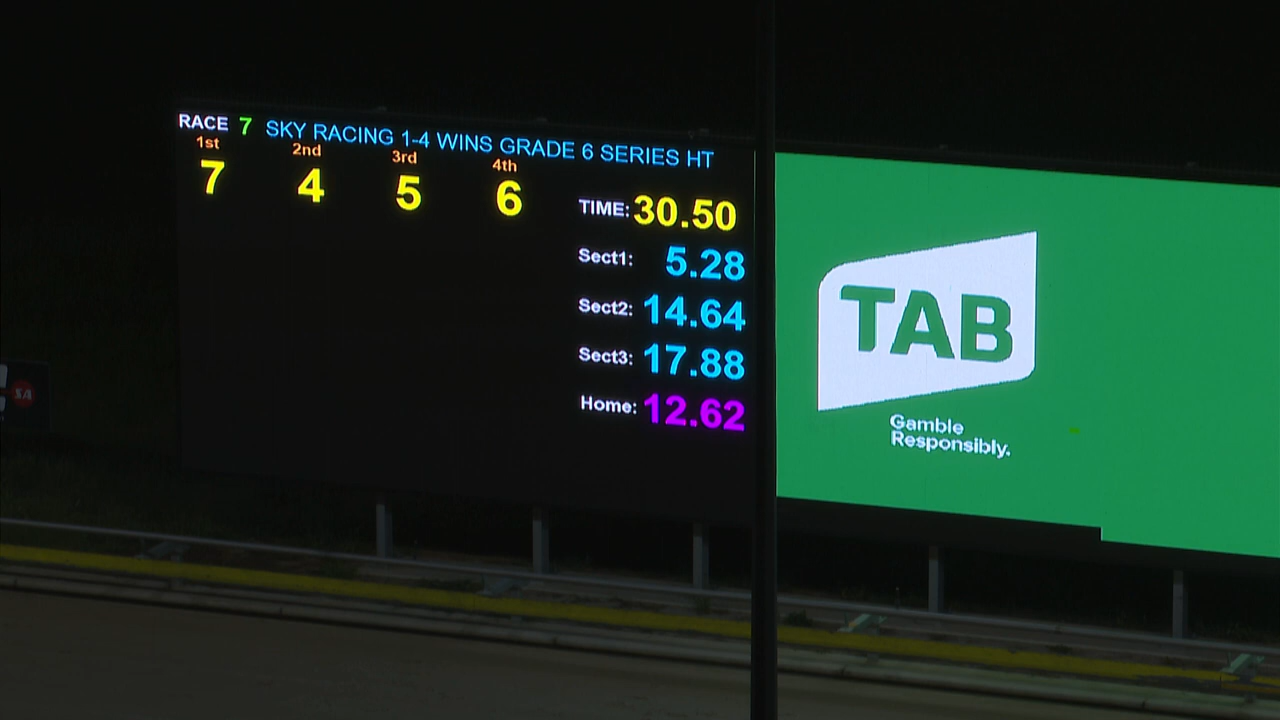 RACE 7 SKY RACING 1-4 WINS GRADE 6 SERIES HT
1st 2nd 3rd 4th
7 4 5 6
TIME: 30.50
Sect1: 5.28
Sect2: 14.64
Sect3: 17.88
Home: 12.62
TAB
Gamble
Responsibly.
SA